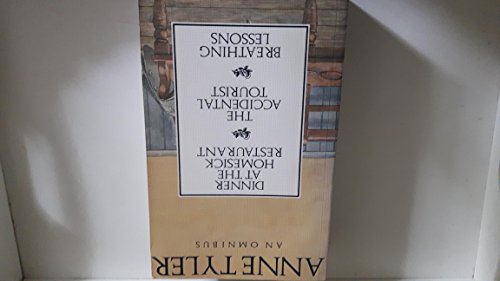 ANNE TYLER
AN OMNIBUS
DINNER
AT THE
HOMESICK
RESTAURANT
THE
ACCIDENTAL
TOURIST
BREATHING
LESSONS